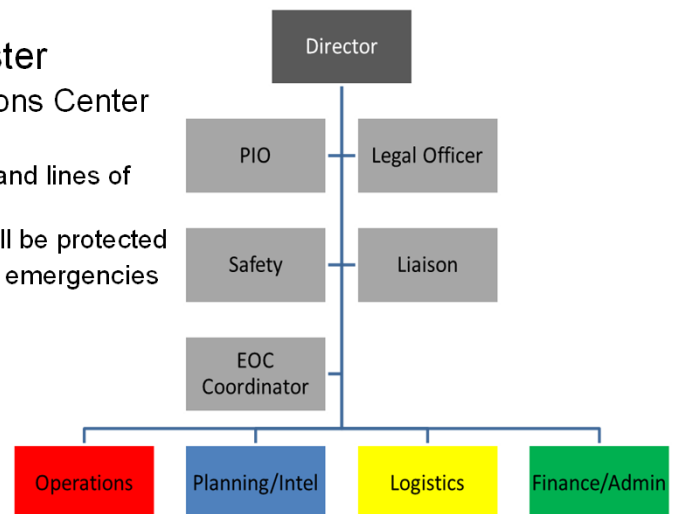 ster
ons Center
and lines of
ll be protected
emergencies
Director
PIO
Legal Officer
Safety
Liaison
EOC
Coordinator
Operations
Planning/Intel
Logistics
Finance/Admin